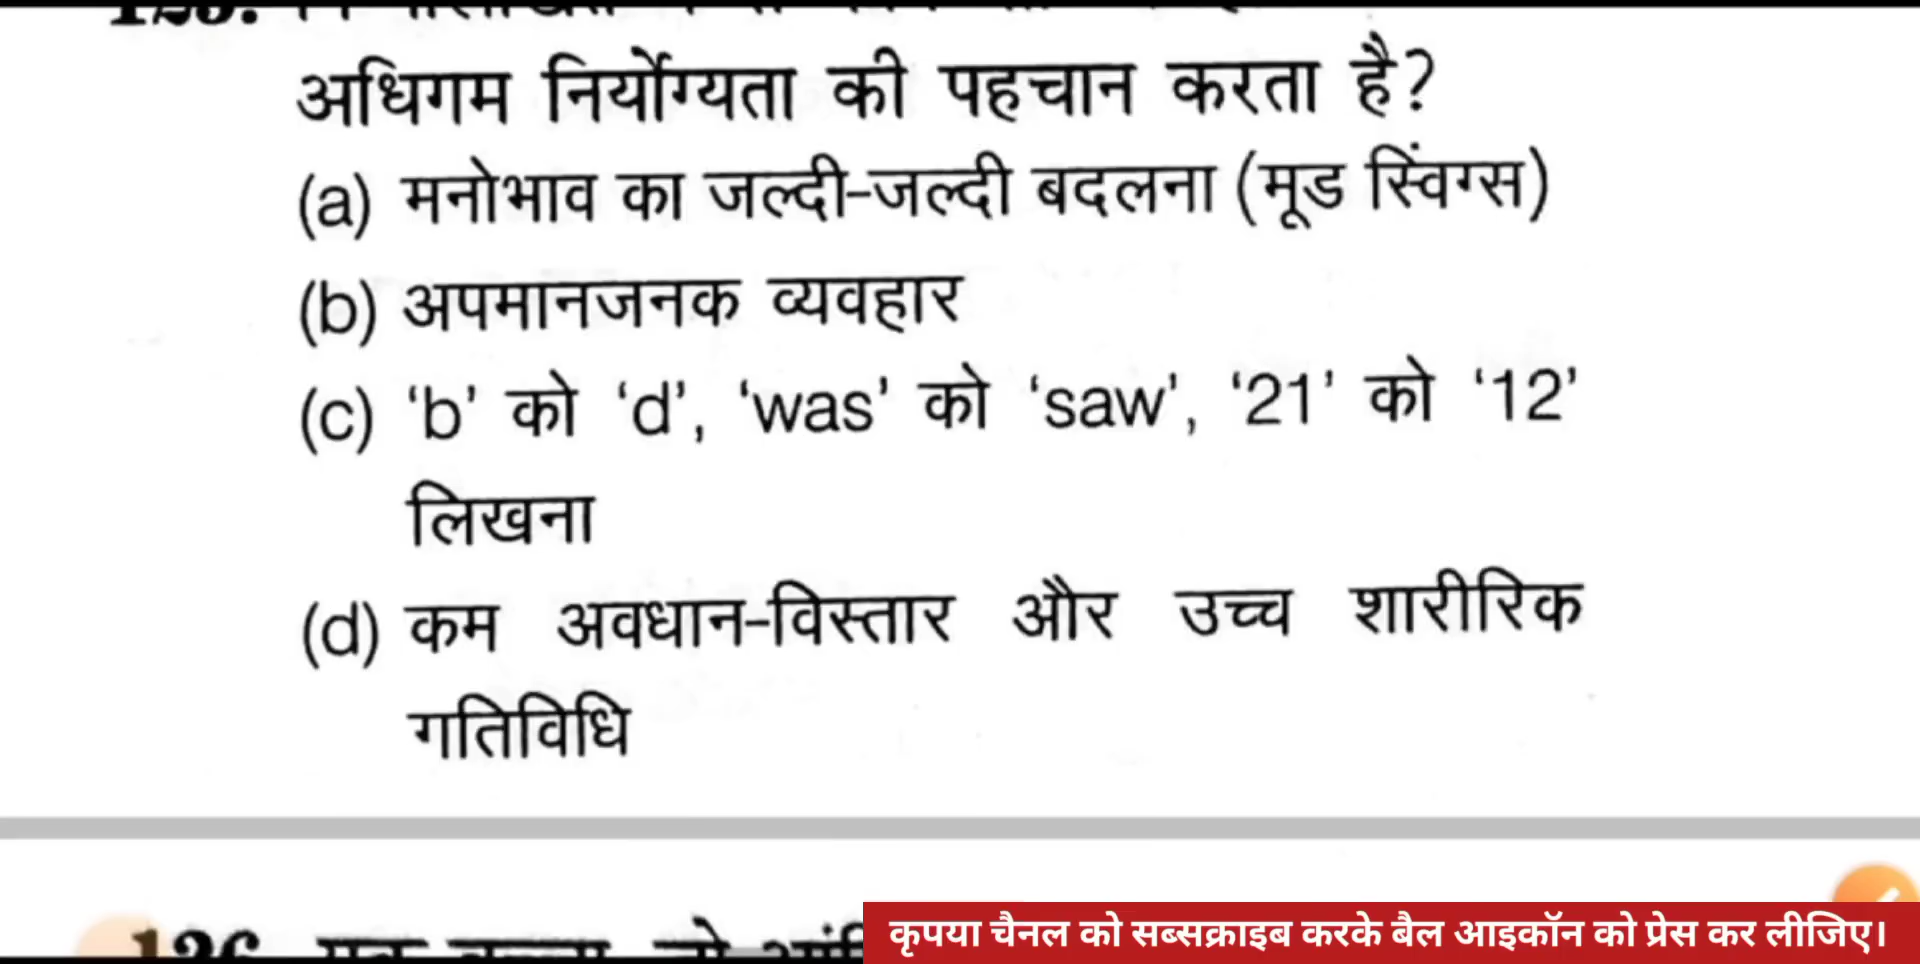 अधिगम निर्योग्यता की पहचान करता है?
(a) मनोभाव का जल्दी-जल्दी बदलना (मूड स्विंग्स)
(b) अपमानजनक व्यवहार
(c) ‘b’ को ‘d’, ‘was’ को ‘saw’, ‘21’ को ‘12’
लिखना
(d) कम अवधान-विस्तार और उच्च शारीरिक
गतिविधि
कृपया चैनल को सब्सक्राइब करके बैल आइकॉन को प्रेस कर लीजिए।